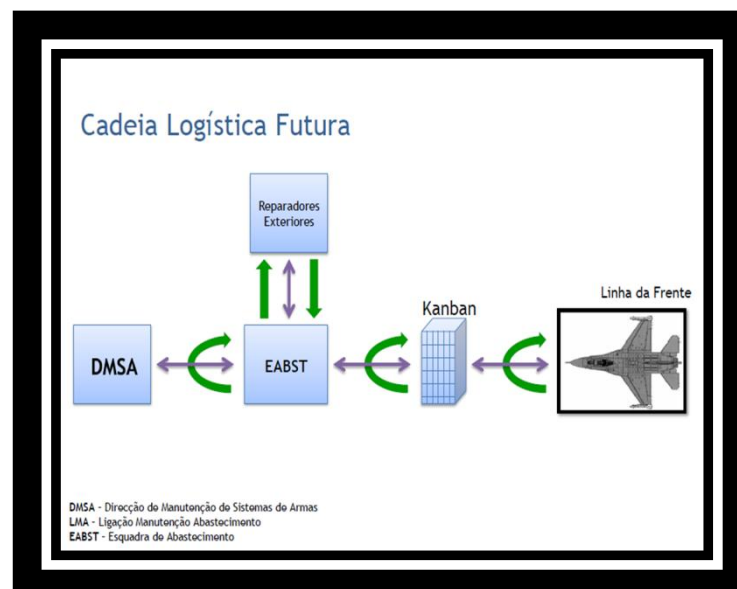 Cadeia Logística Futura
Reparadores
Exteriores
Kanban
Linha da Frente
DMSA
EABST
DMSA - Direcção de Manutenção de Sistemas de Armas
LMA - Ligação Manutenção Abastecimento
EABST - Esquadra de Abastecimento